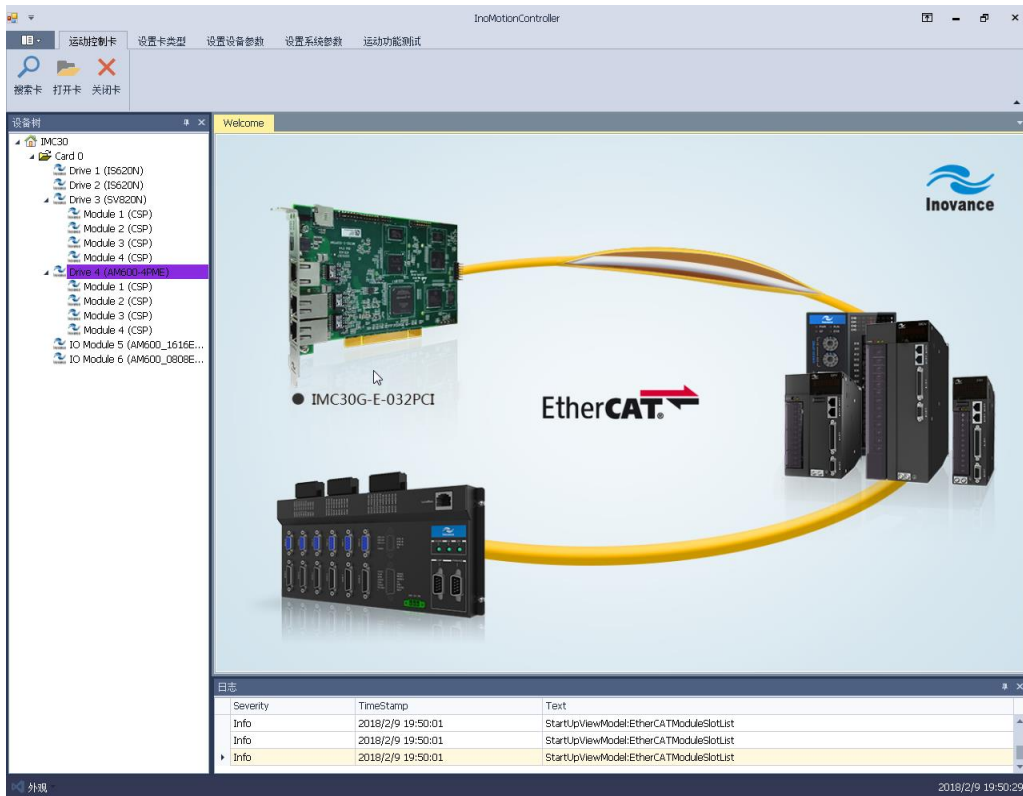 InoMotionController
运动控制卡 设置卡类型 设置设备参数 设置系统参数 运动功能测试
搜索卡 打开卡 关闭卡
设备树
IMC30
Card 0
Drive 1 (IS620N)
Drive 2 (IS620N)
Drive 3 (SV820N)
Module 1 (CSP)
Module 2 (CSP)
Module 3 (CSP)
Module 4 (CSP)
Drive 4 (AM600-4PME)
Module 1 (CSP)
Module 2 (CSP)
Module 3 (CSP)
Module 4 (CSP)
IO Module 5 (AM600_1616E...
IO Module 6 (AM600_0808E...
Welcome
Inovance
IMC30G-E-032PCI
EtherCAT®
日志
Severity TimeStamp Text
Info 2018/2/9 19:50:01 StartUpViewModel:EtherCATModuleSlotList
Info 2018/2/9 19:50:01 StartUpViewModel:EtherCATModuleSlotList
Info 2018/2/9 19:50:01 StartUpViewModel:EtherCATModuleSlotList
外观 2018/2/9 19:50:29